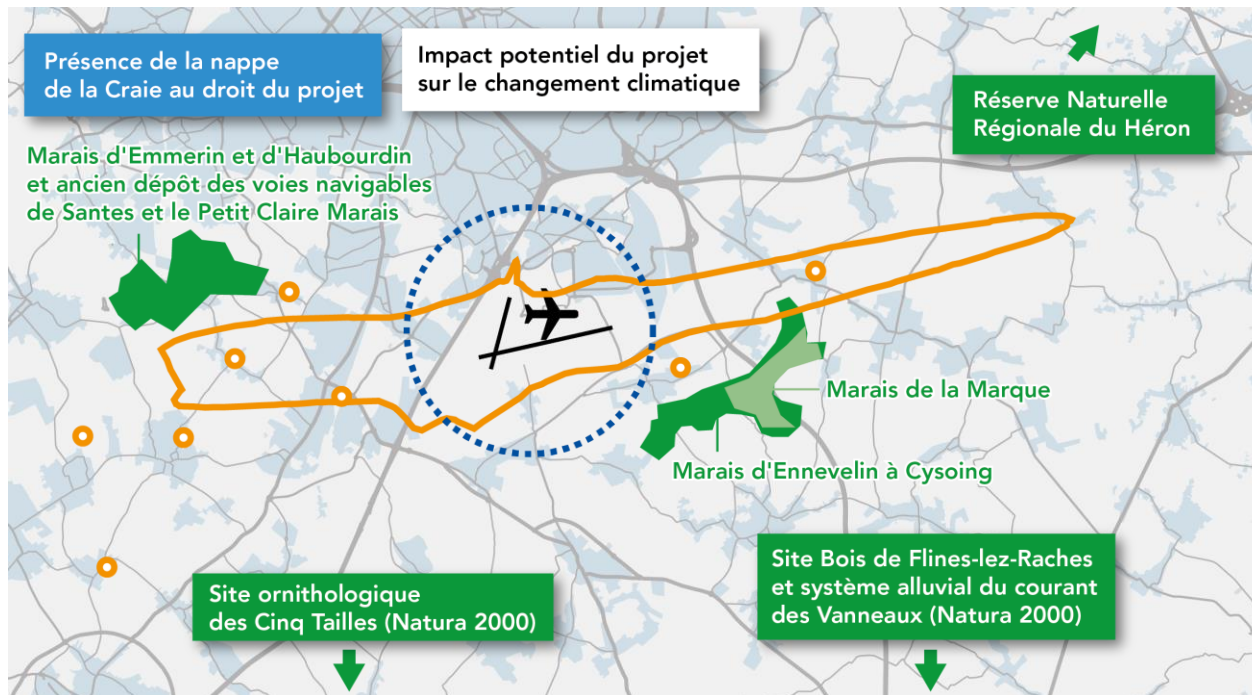 Présence de la nappe
de la Craie au droit du projet
Impact potentiel du projet
sur le changement climatique
Réserve Naturelle
Régionale du Héron
Marais d'Emmerin et d'Haubourdin
et ancien dépôt des voies navigables
de Santes et le Petit Claire Marais
Marais de la Marque
Marais d'Ennevelin à Cysoing
Site ornithologique
des Cinq Tailles (Natura 2000)
Site Bois de Flines-lez-Raches
et système alluvial du courant
des Vanneaux (Natura 2000)